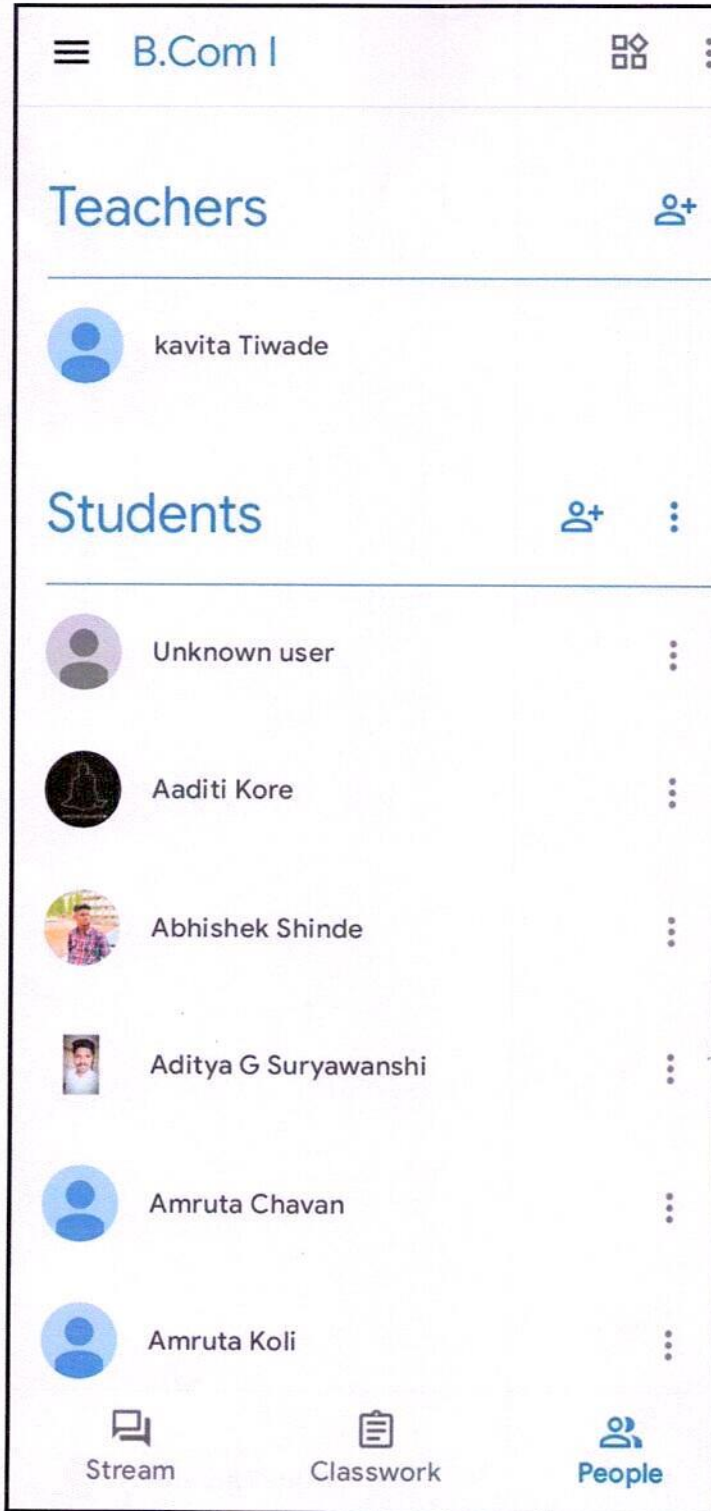 B.Com I
Teachers
kavita Tiwade
Students
Unknown user
Aaditi Kore
Abhishek Shinde
Aditya G Suryawanshi
Amruta Chavan
Amruta Koli
Stream Classwork People